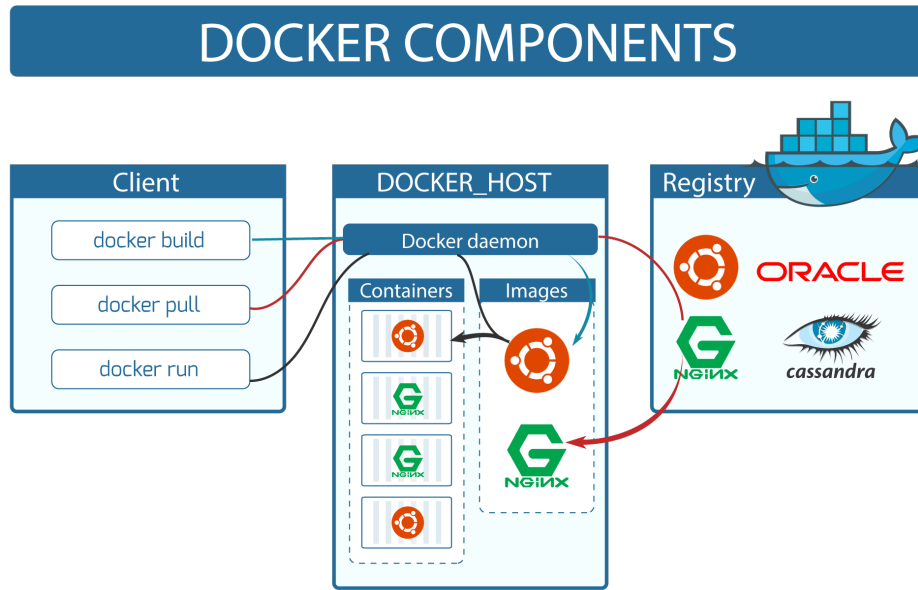 DOCKER COMPONENTS
Client
docker build
docker pull
docker run
DOCKER_HOST
Docker daemon
Containers
NGiNX
NGiNX
Images
NGiNX
Registry
ORACLE
NGiNX
cassandra